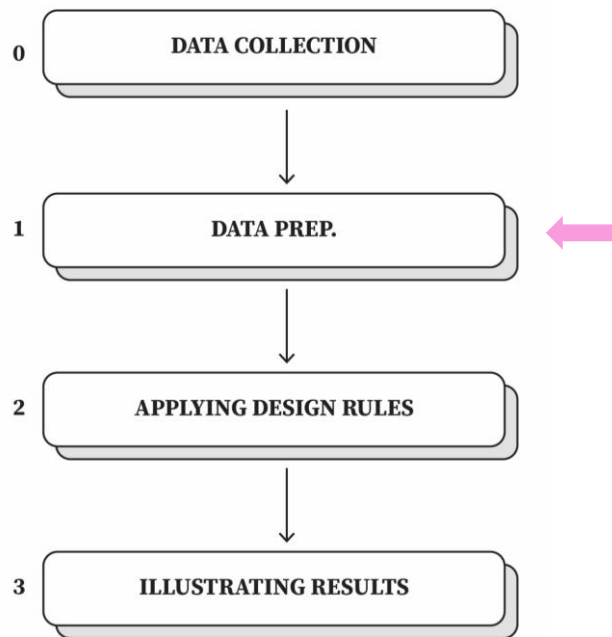 0 DATA COLLECTION
1 DATA PREP.
2 APPLYING DESIGN RULES
3 ILLUSTRATING RESULTS